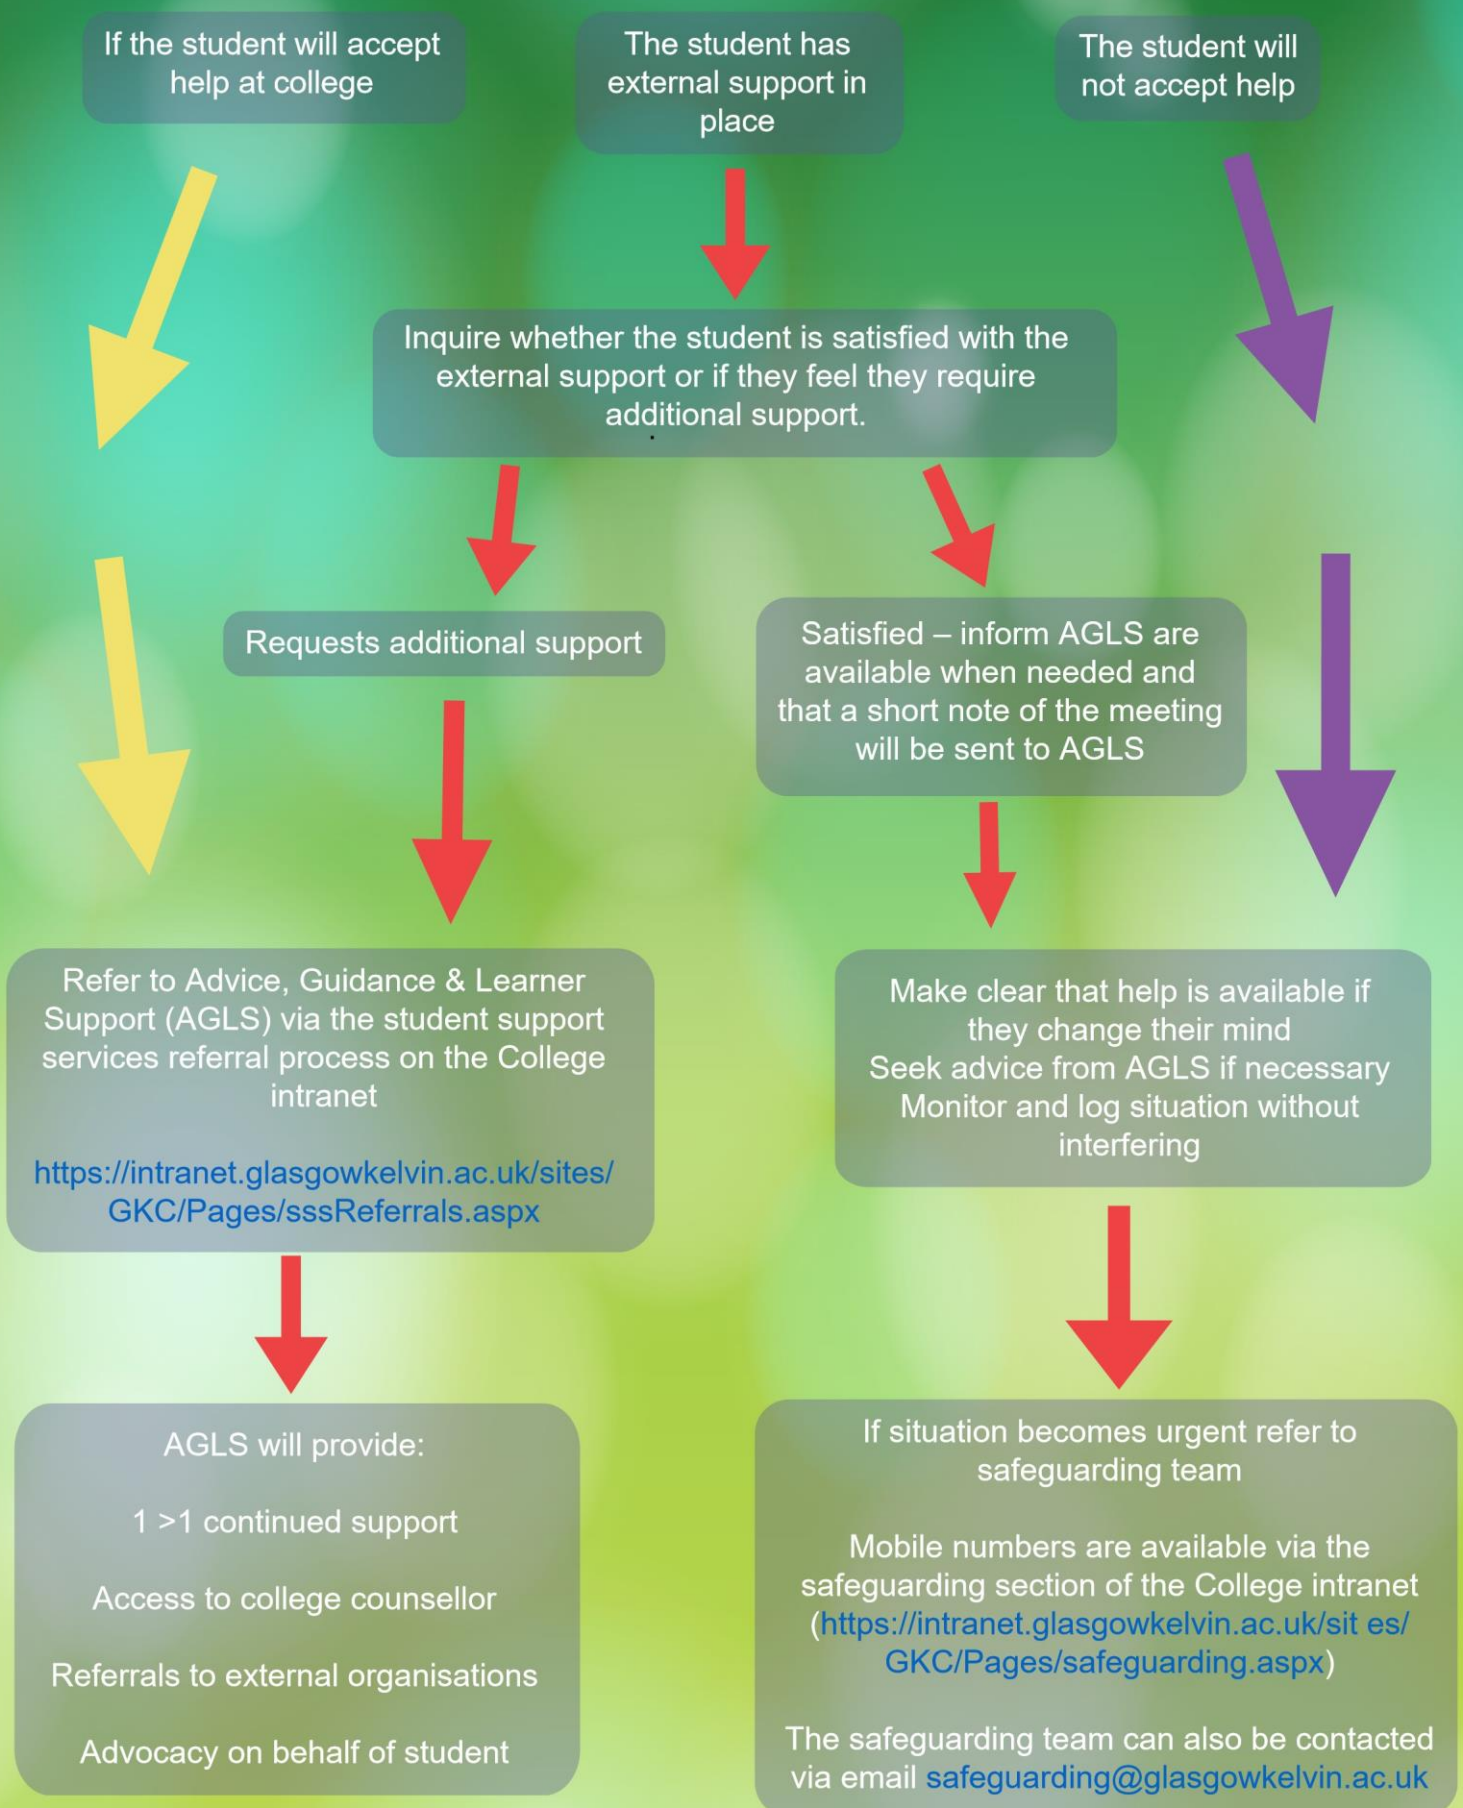 If the student will accept
help at college
The student has
external support in
place
The student will
not accept help
Inquire whether the student is satisfied with the
external support or if they feel they require
additional support.
.
Requests additional support
Satisfied – inform AGLS are
available when needed and
that a short note of the meeting
will be sent to AGLS
Refer to Advice, Guidance & Learner
Support (AGLS) via the student support
services referral process on the College
intranet
https://intranet.glasgowkelvin.ac.uk/sites/
GKC/Pages/sssReferrals.aspx
Make clear that help is available if
they change their mind
Seek advice from AGLS if necessary
Monitor and log situation without
interfering
AGLS will provide:
1 >1 continued support
Access to college counsellor
Referrals to external organisations
Advocacy on behalf of student
If situation becomes urgent refer to
safeguarding team
Mobile numbers are available via the
safeguarding section of the College intranet
(https://intranet.glasgowkelvin.ac.uk/sit es/
GKC/Pages/safeguarding.aspx)
The safeguarding team can also be contacted
via email safeguarding@glasgowkelvin.ac.uk